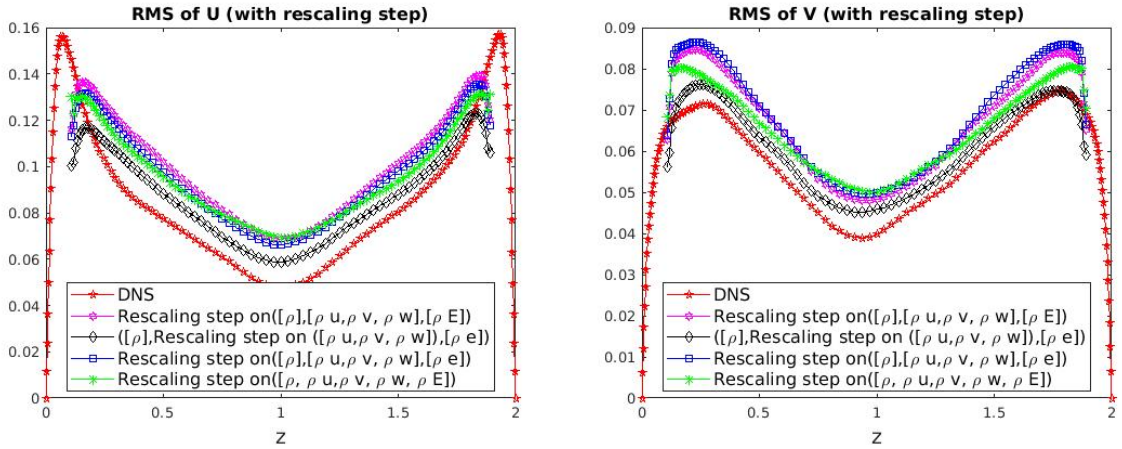 RMS of U (with rescaling step)
0.16
0.14
0.12
0.1
0.08
0.06
0.04
0.02
0
DNS
Rescaling step on([ρ],[ρ u,ρ v, ρ w],[ρ E])
([ρ],Rescaling step on ([ρ u,ρ v, ρ w]),[ρ e])
Rescaling step on([ρ],[ρ u,ρ v, ρ w],[ρ e])
Rescaling step on([ρ, ρ u,ρ v, ρ w, ρ E])
0 0.5 1 1.5 2
z
RMS of V (with rescaling step)
0.09
0.08
0.07
0.06
0.05
0.04
0.03
0.02
0.01
0
DNS
Rescaling step on([ρ],[ρ u,ρ v, ρ w],[ρ E])
([ρ],Rescaling step on ([ρ u,ρ v, ρ w]),[ρ e])
Rescaling step on([ρ],[ρ u,ρ v, ρ w],[ρ e])
Rescaling step on([ρ, ρ u,ρ v, ρ w, ρ E])
0 0.5 1 1.5 2
z